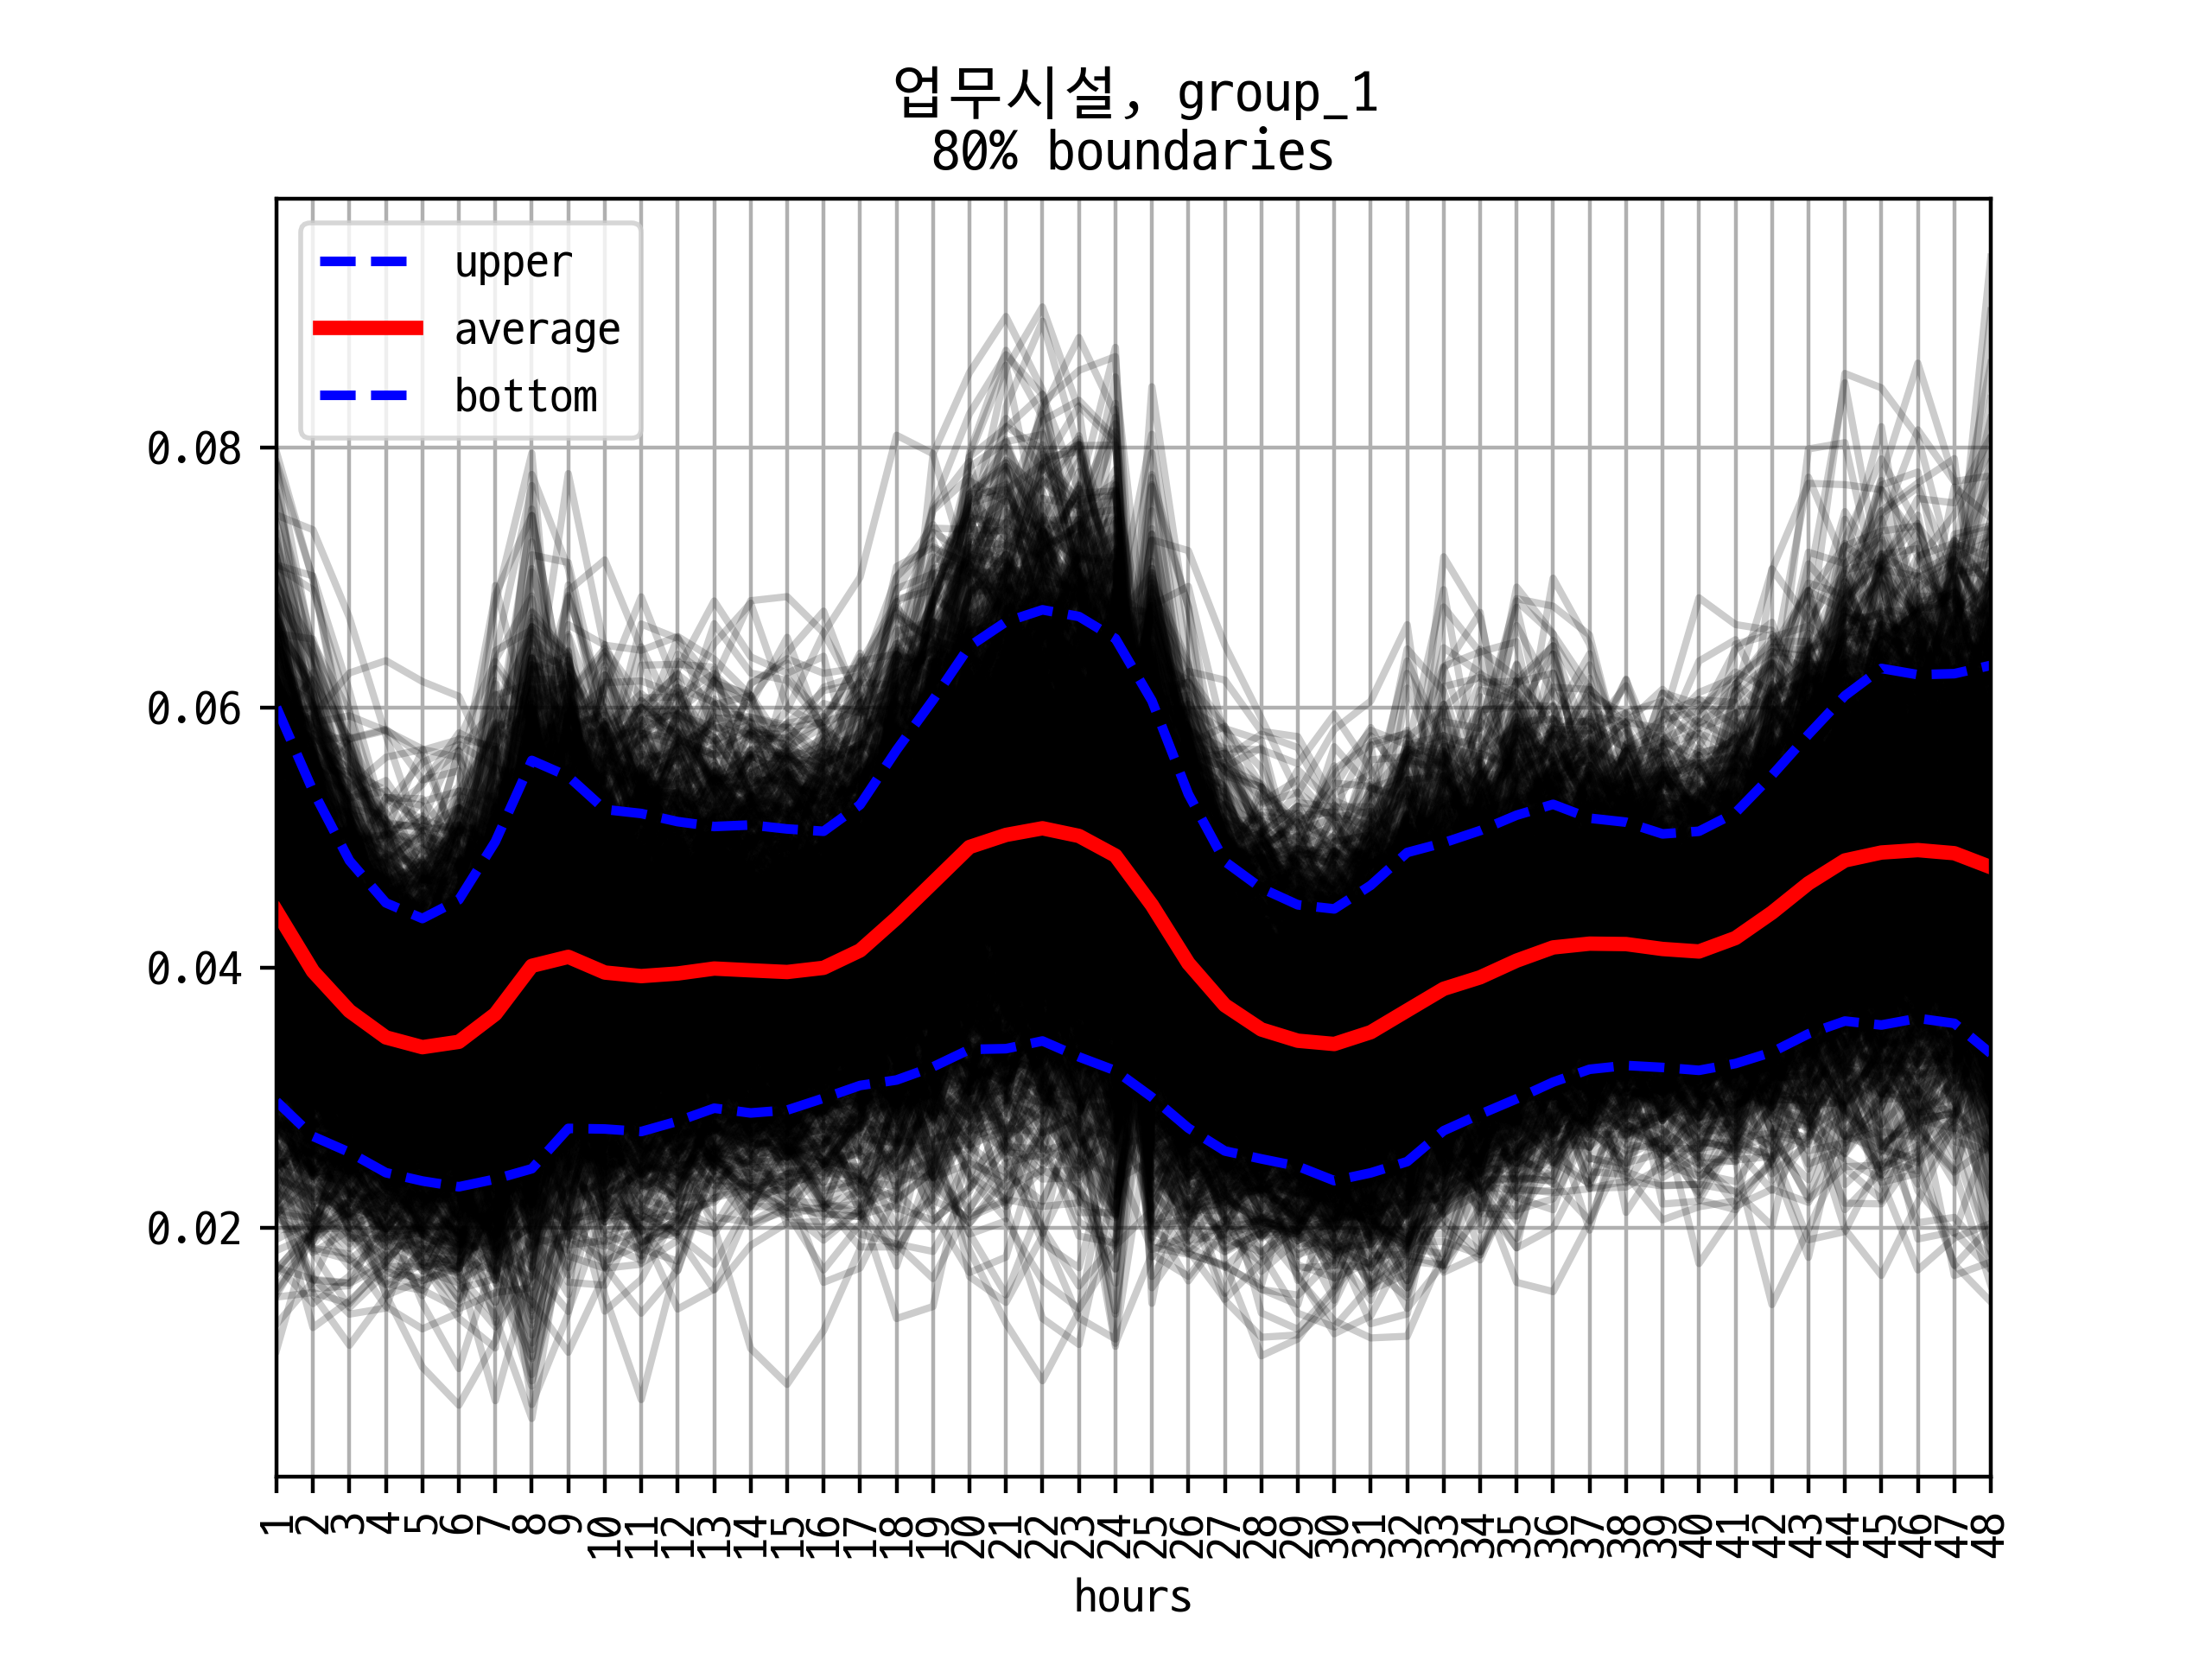 업무시설, group_1
80% boundaries
upper
average
bottom
0.08
0.06
0.04
0.02
1 2 3 4 5 6 7 8 9 10 11 12 13 14 15 16 17 18 19 20 21 22 23 24 25 26 27 28 29 30 31 32 33 34 35 36 37 38 39 40 41 42 43 44 45 46 47 48
hours